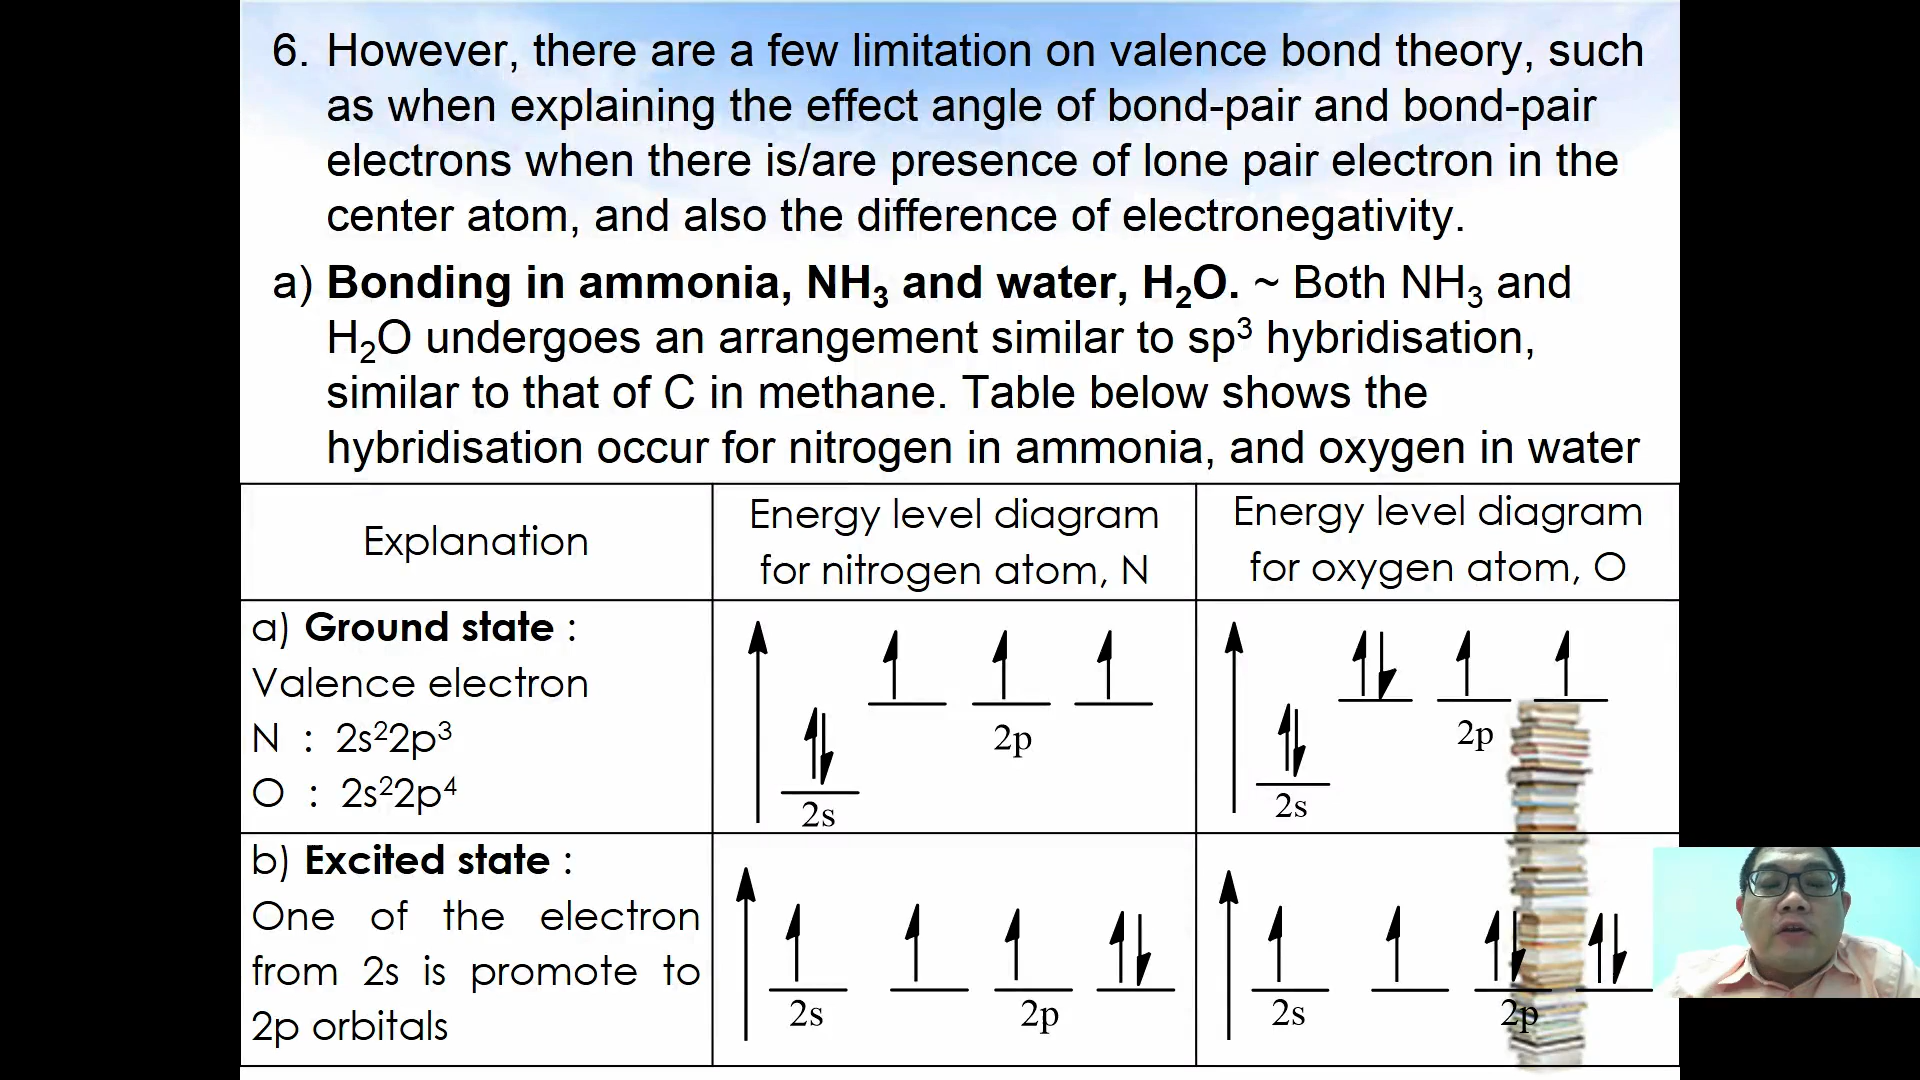 6. However, there are a few limitation on valence bond theory, such
as when explaining the effect angle of bond-pair and bond-pair
electrons when there is/are presence of lone pair electron in the
center atom, and also the difference of electronegativity.
a) Bonding in ammonia, NH₃ and water, H₂O. ~ Both NH₃ and
H₂O undergoes an arrangement similar to sp³ hybridisation,
similar to that of C in methane. Table below shows the
hybridisation occur for nitrogen in ammonia, and oxygen in water
Explanation
Energy level diagram
for nitrogen atom, N
Energy level diagram
for oxygen atom, O
a) Ground state :
Valence electron
N : 2s²2p³
O : 2s²2p⁴
2p
2s
2p
2s
b) Excited state :
One of the electron
from 2s is promote to
2p orbitals
2s
2p
2s
2p